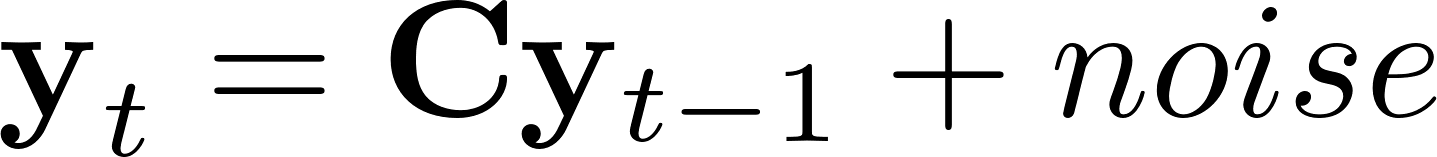 y_t = Cy_{t-1} + noise